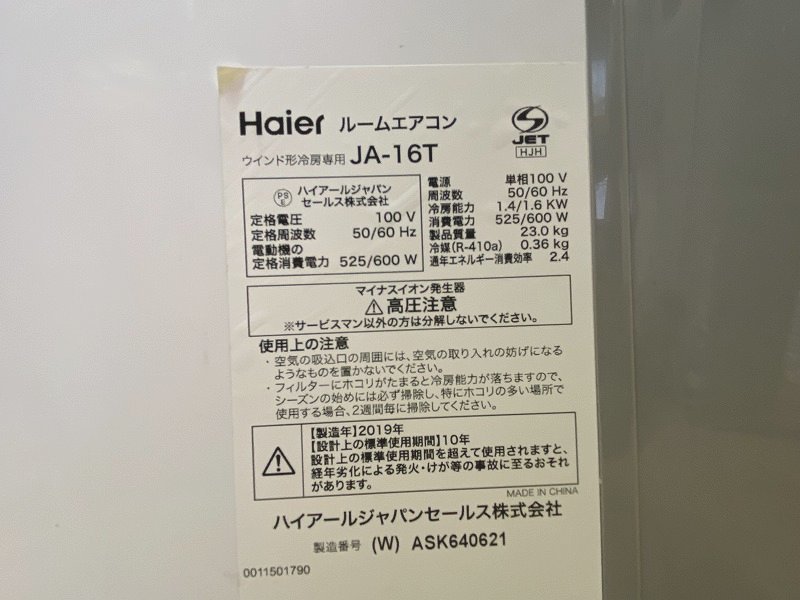 Haier ルームエアコン
ウインド形冷房専用 JA-16T
S
JET
HJH
PS
E
ハイアールジャパン
セールス株式会社
定格電圧 100 V
定格周波数 50/60 Hz
電動機の
定格消費電力 525/600 W
電源 単相100 V
周波数 50/60 Hz
冷房能力 1.4/1.6 KW
消費電力 525/600 W
製品質量 23.0 kg
冷媒(R-410a) 0.36 kg
通年エネルギー消費効率 2.4
マイナスイオン発生器
⚠高圧注意
※サービスマン以外の方は分解しないでください。
使用上の注意
・空気の吸込口の周囲には、空気の取り入れの妨げになる
ようなものを置かないでください。
・フィルターにホコリがたまると冷房能力が落ちますので、
シーズンの始めには必ず掃除し、特にホコリの多い場所で
使用する場合、2週間毎に掃除してください。
【製造年】2019年
【設計上の標準使用期間】10年
設計上の標準使用期間を超えて使用されますと、
経年劣化による発火・けが等の事故に至るおそれ
があります。
MADE IN CHINA
ハイアールジャパンセールス株式会社
製造番号 (W) ASK640621
0011501790